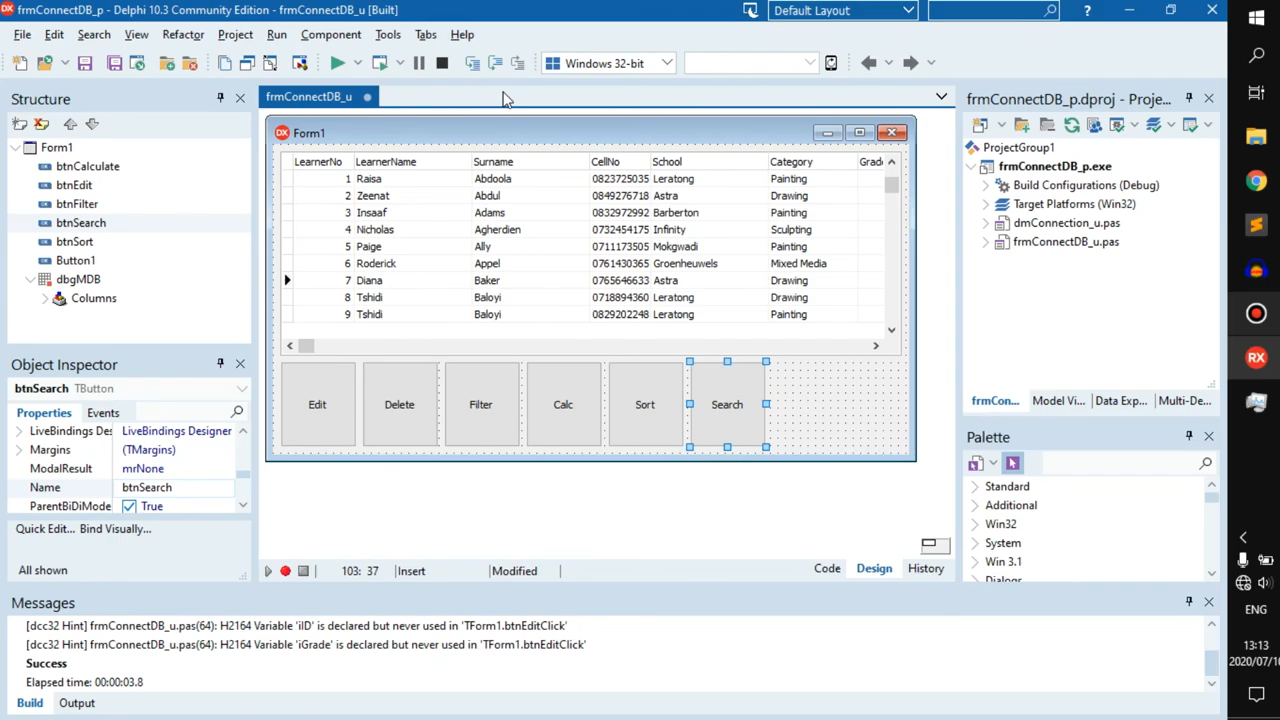 frmConnectDB_p - Delphi 10.3 Community Edition - frmConnectDB_u [Built]
Default Layout
File Edit Search View Refactor Project Run Component Tools Tabs Help
Windows 32-bit
Structure
Form1
btnCalculate
btnEdit
btnFilter
btnSearch
btnSort
Button1
dbgMDB
Columns
Object Inspector
btnSearch TButton
Properties Events
LiveBindings Des LiveBindings Designer
Margins (TMargins)
ModalResult mrNone
Name btnSearch
ParentBiDiMode True
Quick Edit... Bind Visually...
All shown
frmConnectDB_u
Form1
LearnerNo LearnerName Surname CellNo School Category Grade
1 Raisa Abdoola 0823725035 Leratong Painting
2 Zeenat Abdul 0849276718 Astra Drawing
3 Insaaf Adams 0832972992 Barberton Painting
4 Nicholas Agherdien 0732454175 Infinity Sculpting
5 Paige Ally 0711173505 Mokgwadi Painting
6 Roderick Appel 0761430365 Groenheuwels Mixed Media
7 Diana Baker 0765646633 Astra Drawing
8 Tshidi Baloyi 0718894360 Leratong Drawing
9 Tshidi Baloyi 0829202248 Leratong Painting
Edit Delete Filter Calc Sort Search
103: 37 Insert Modified
Code Design History
frmConnectDB_p.dproj - Proje...
ProjectGroup1
frmConnectDB_p.exe
Build Configurations (Debug)
Target Platforms (Win32)
dmConnection_u.pas
frmConnectDB_u.pas
frmCon... Model Vi... Data Exp... Multi-De...
Palette
Standard
Additional
Win32
System
Win 3.1
Dialogs
Messages
[dcc32 Hint] frmConnectDB_u.pas(64): H2164 Variable 'iID' is declared but never used in 'TForm1.btnEditClick'
[dcc32 Hint] frmConnectDB_u.pas(64): H2164 Variable 'iGrade' is declared but never used in 'TForm1.btnEditClick'
Success
Elapsed time: 00:00:03.8
Build Output
ENG
13:13
2020/07/10